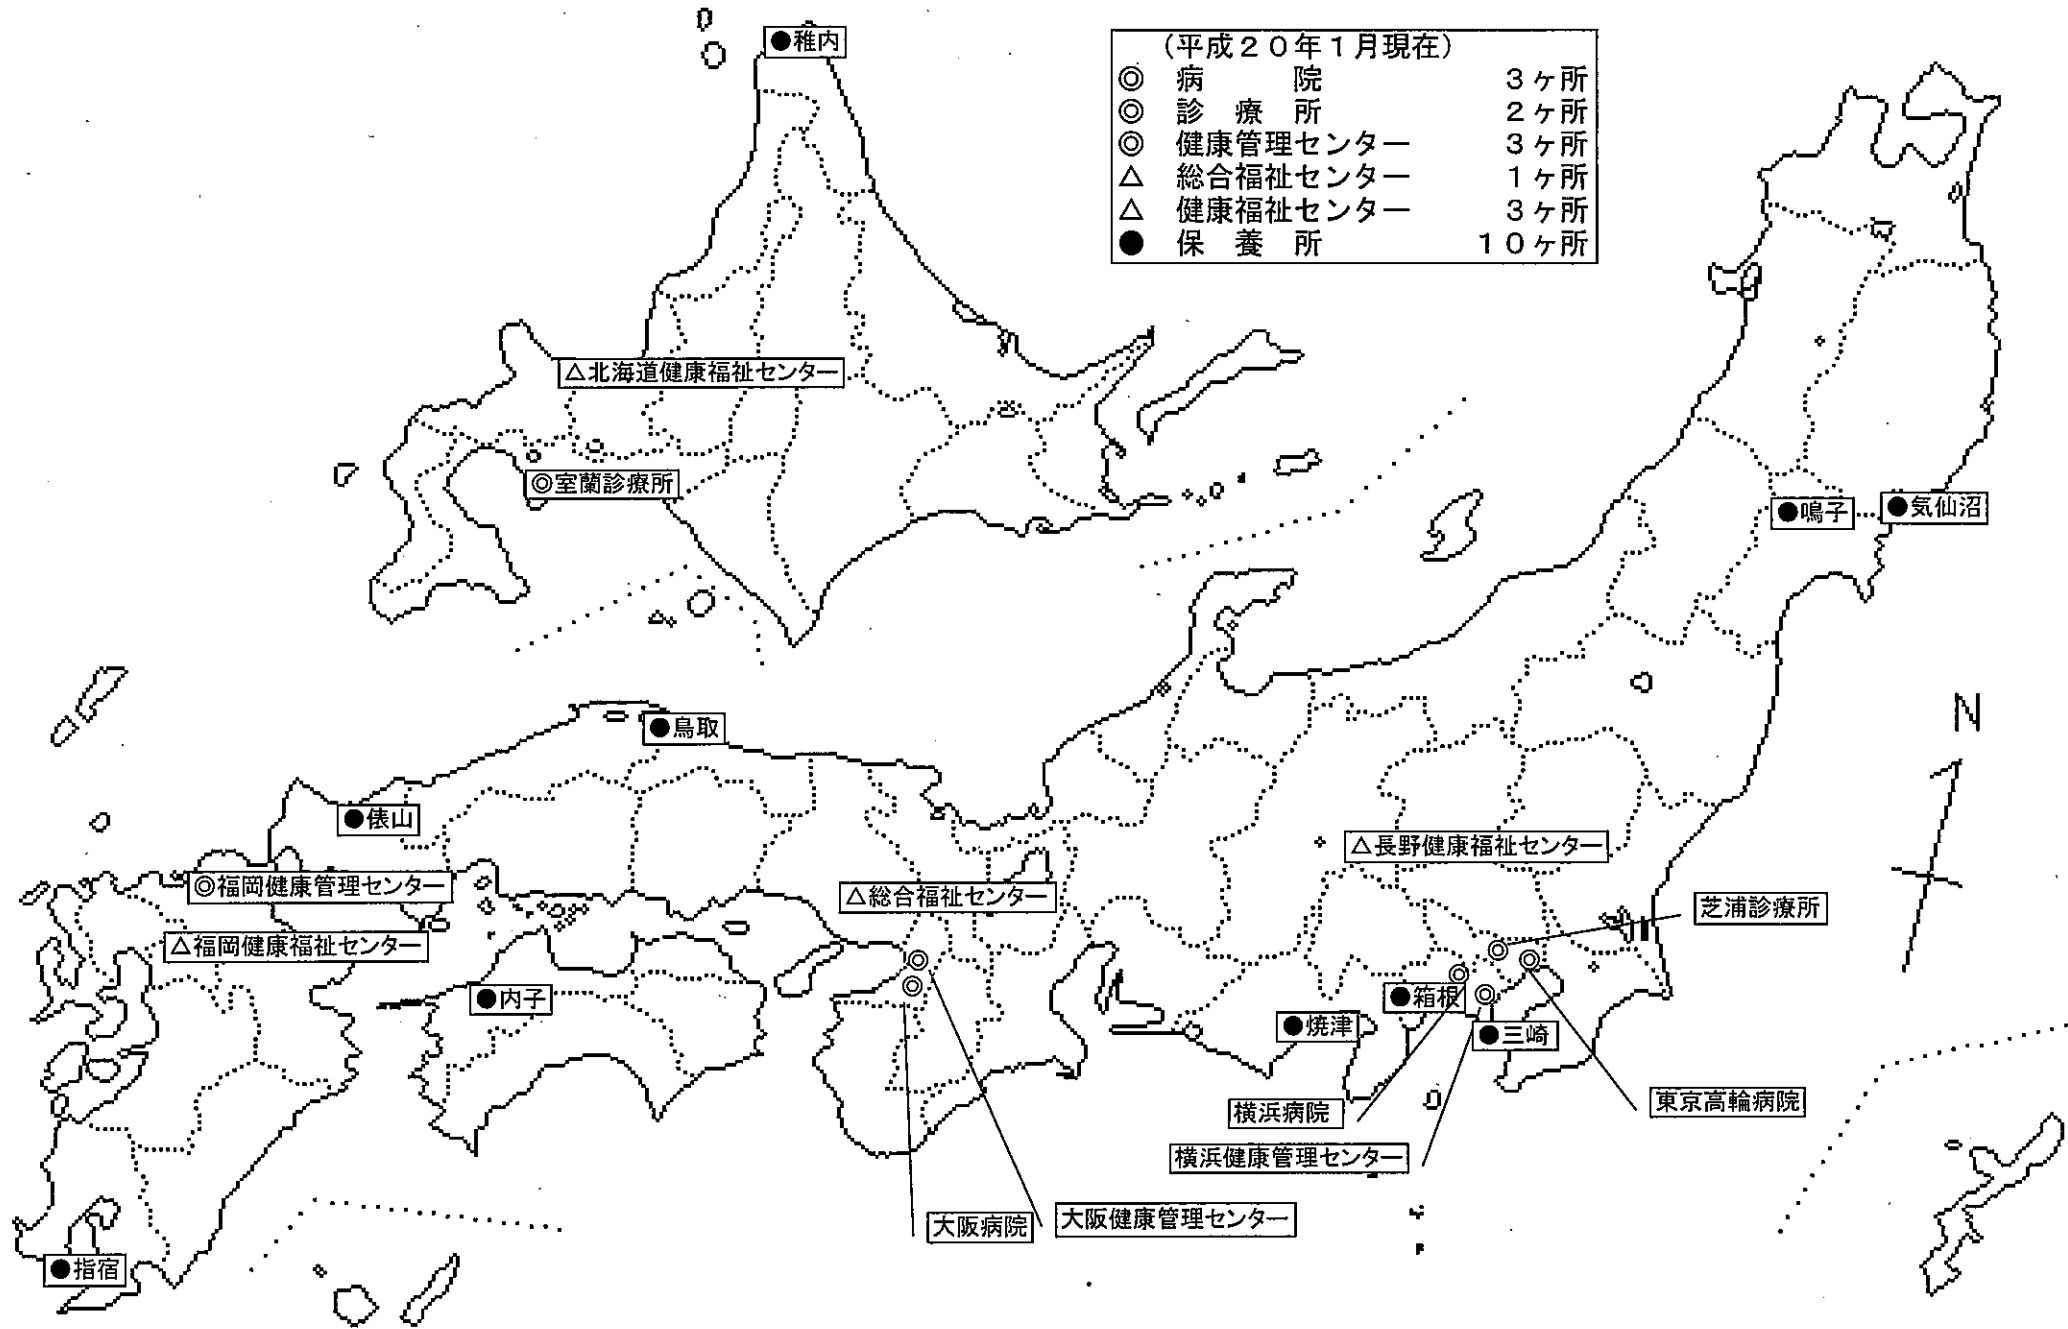 ●稚内
(平成20年1月現在)
◎ 病　　　院 3ヶ所
◎ 診　療　所 2ヶ所
◎ 健康管理センター 3ヶ所
△ 総合福祉センター 1ヶ所
△ 健康福祉センター 3ヶ所
● 保　養　所 10ヶ所
△北海道健康福祉センター
◎室蘭診療所
●鳴子
●気仙沼
N
●鳥取
●俵山
△長野健康福祉センター
◎福岡健康管理センター
△総合福祉センター
芝浦診療所
△福岡健康福祉センター
●内子
●箱根
●焼津
●三崎
横浜病院
東京高輪病院
横浜健康管理センター
大阪病院
大阪健康管理センター
●指宿